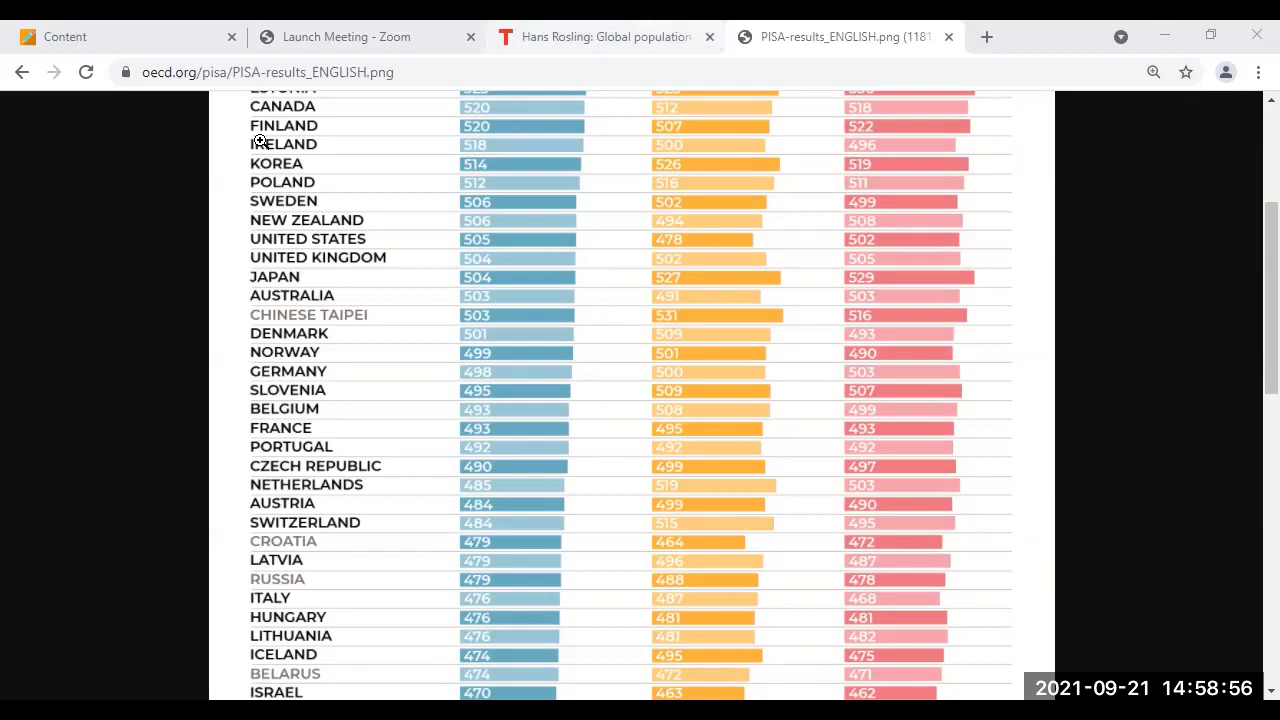 Content
Launch Meeting - Zoom
Hans Rosling: Global population
PISA-results_ENGLISH.png (1181
oecd.org/pisa/PISA-results_ENGLISH.png
ESTONIA 523 523 530
CANADA 520 512 518
FINLAND 520 507 522
IRELAND 518 500 496
KOREA 514 526 519
POLAND 512 516 511
SWEDEN 506 502 499
NEW ZEALAND 506 494 508
UNITED STATES 505 478 502
UNITED KINGDOM 504 502 505
JAPAN 504 527 529
AUSTRALIA 503 491 503
CHINESE TAIPEI 503 531 516
DENMARK 501 509 493
NORWAY 499 501 490
GERMANY 498 500 503
SLOVENIA 495 509 507
BELGIUM 493 508 499
FRANCE 493 495 493
PORTUGAL 492 492 492
CZECH REPUBLIC 490 499 497
NETHERLANDS 485 519 503
AUSTRIA 484 499 490
SWITZERLAND 484 515 495
CROATIA 479 464 472
LATVIA 479 496 487
RUSSIA 479 488 478
ITALY 476 487 468
HUNGARY 476 481 481
LITHUANIA 476 481 482
ICELAND 474 495 475
BELARUS 474 472 471
ISRAEL 470 463 462
2021-09-21 14:58:56